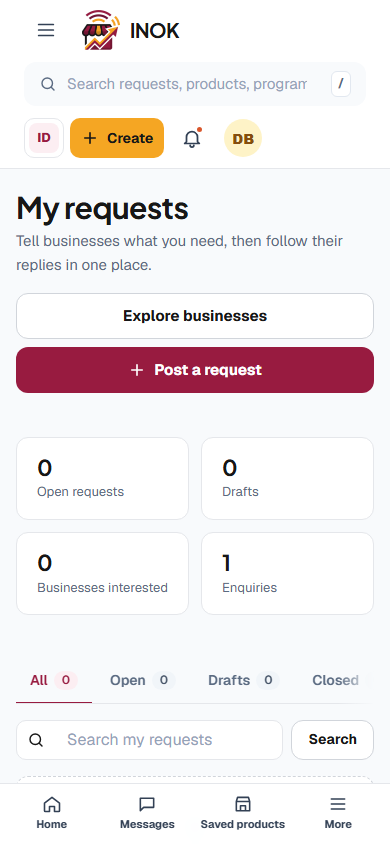 INOK
Search requests, products, program
/
ID
+ Create
DB
My requests
Tell businesses what you need, then follow their
replies in one place.
Explore businesses
+ Post a request
0
Open requests
0
Drafts
0
Businesses interested
1
Enquiries
All 0 Open 0 Drafts 0 Closed
Search my requests
Search
Home Messages Saved products More